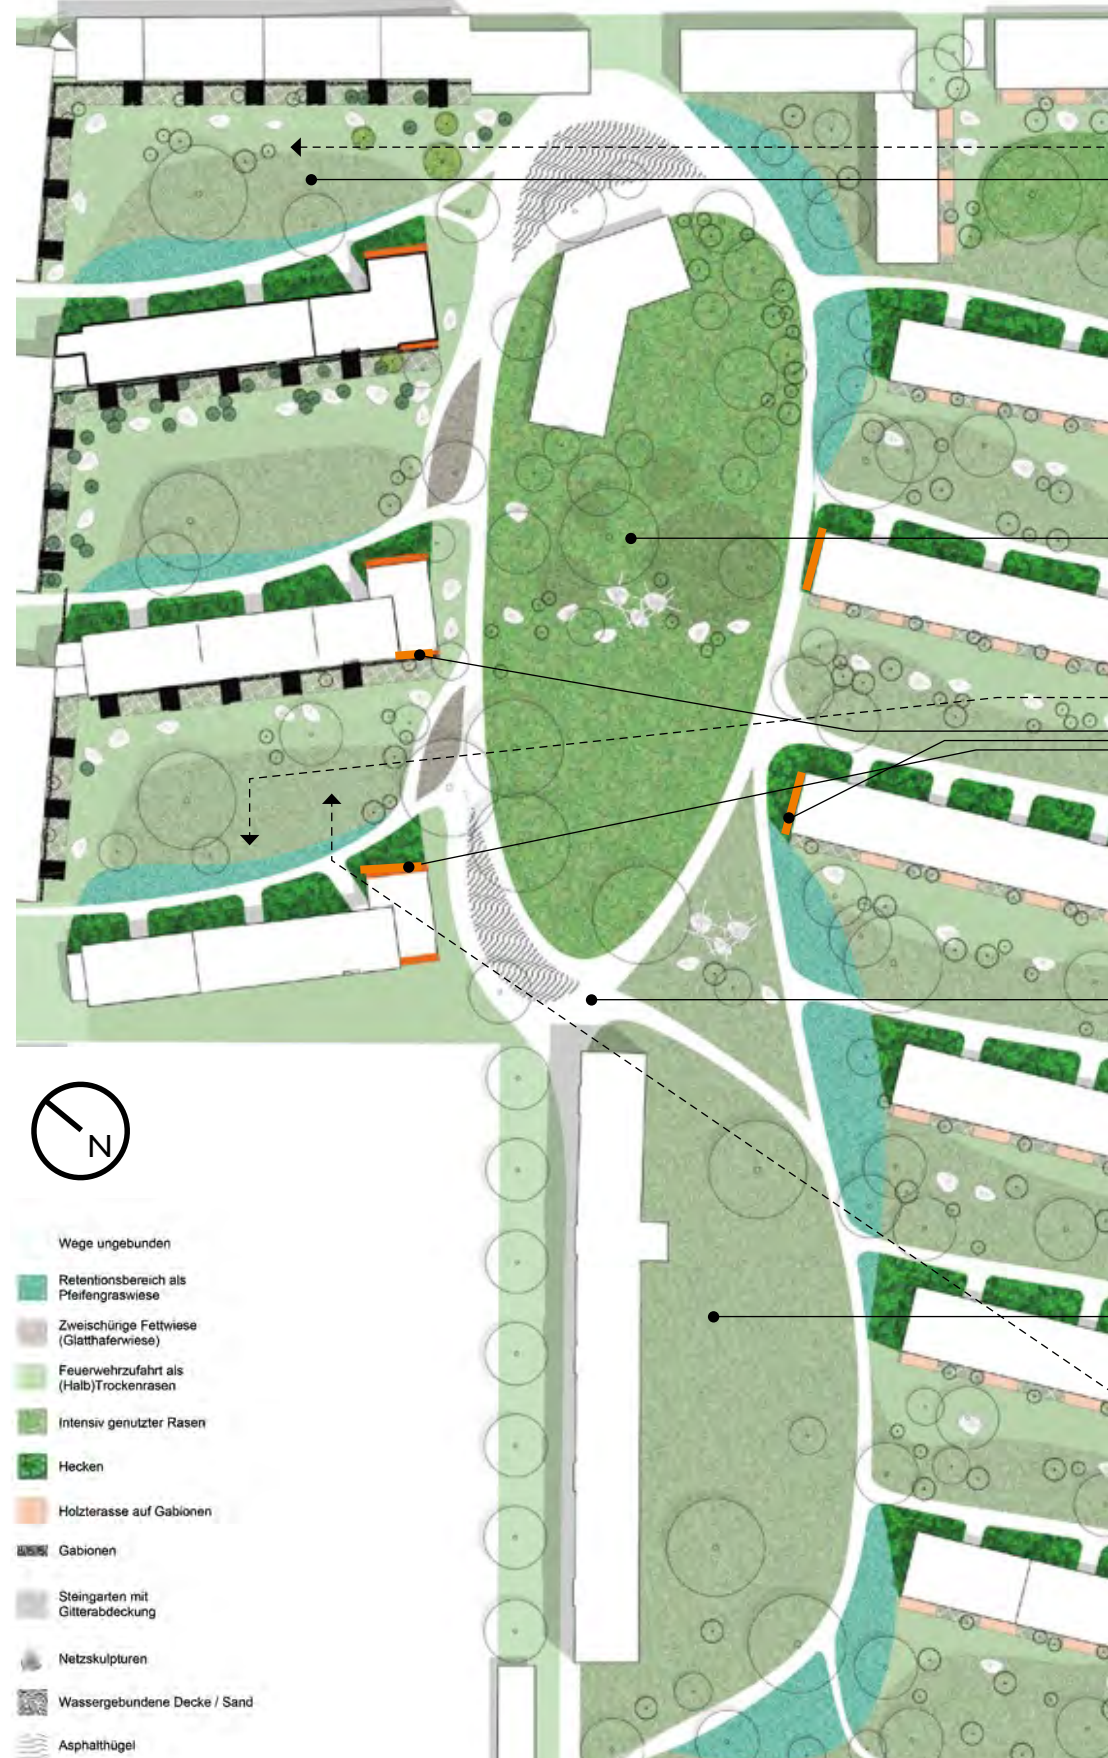 N
Wege ungebunden
Retentionsbereich als
Pfeifengraswiese
Zweischürige Fettwiese
(Glatthaferwiese)
Feuerwehrzufahrt als
(Halb)Trockenrasen
Intensiv genutzter Rasen
Hecken
Holzterasse auf Gabionen
Gabionen
Steingarten mit
Gitterabdeckung
Netzskulpturen
Wassergebundene Decke / Sand
Asphalthügel